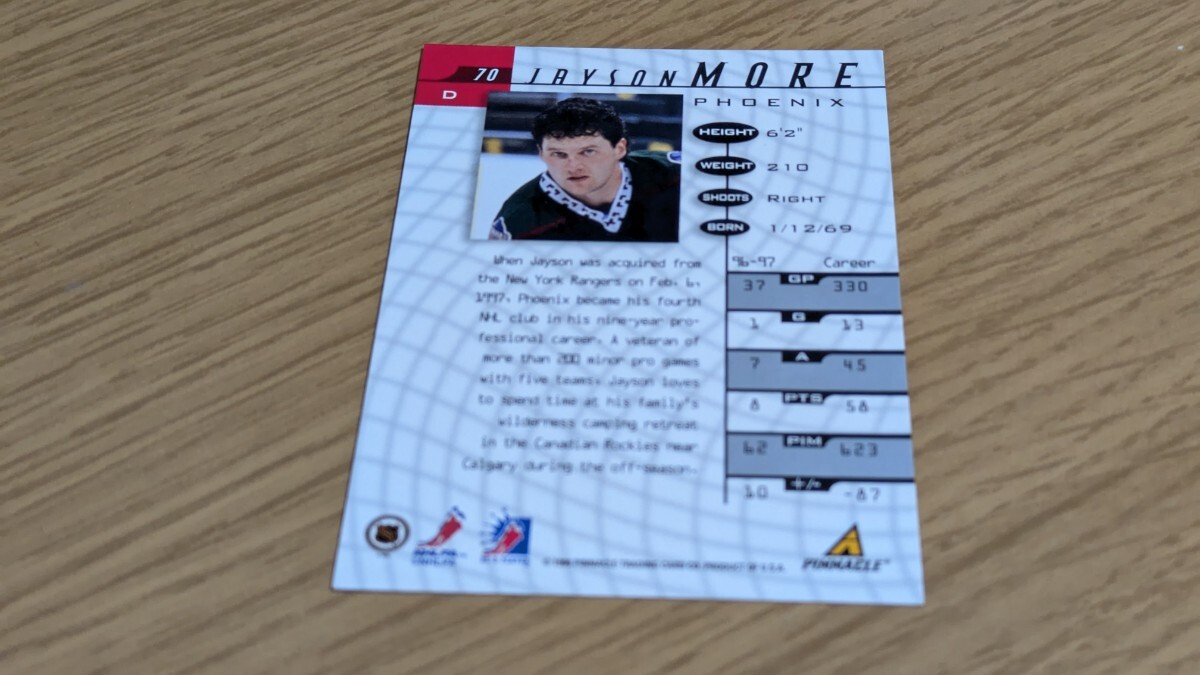 70 JAYSON MORE
D
PHOENIX
HEIGHT 6'2"
WEIGHT 210
SHOOTS RIGHT
BORN 1/12/69
When Jayson was acquired from
the New York Rangers on Feb. 6,
1997, Phoenix became his fourth
NHL club in his nine-year pro-
fessional career. A veteran of
more than 200 minor pro games
with five teams, Jayson loves
to spend time at his family's
wilderness camping retreat
in the Canadian Rockies near
Calgary during the off-season.
96-97 Career
37 GP 330
1 G 13
7 A 45
8 PTS 58
62 PIM 623
10 +/- -87
NHLPA
PINNACLE